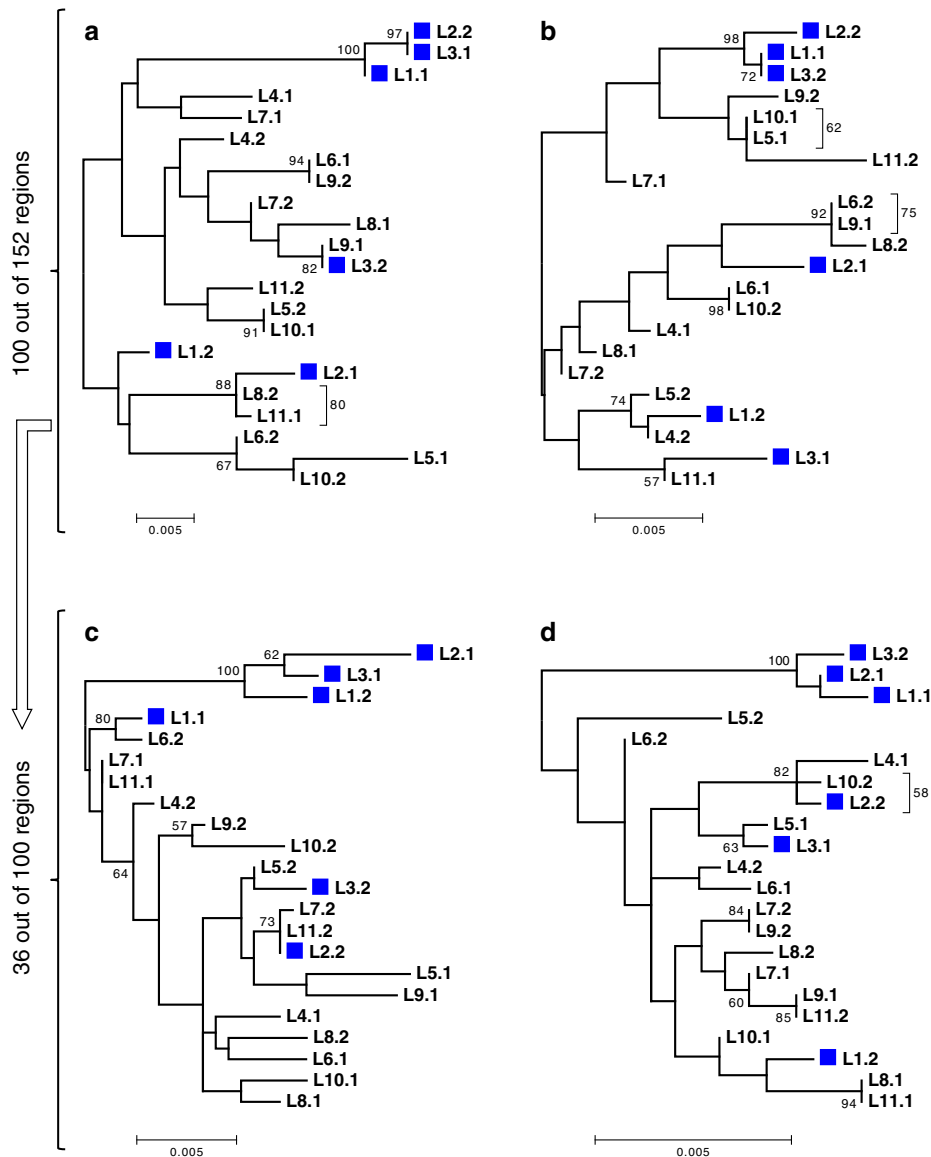 100 out of 152 regions
a
97
L2.2
L3.1
100
L1.1
L4.1
L7.1
L4.2
94
L6.1
L9.2
L7.2
L8.1
L9.1
82
L3.2
L11.2
L5.2
91
L10.1
L1.2
L2.1
88
L8.2
80
L11.1
L6.2
67
L5.1
L10.2
0.005
b
L2.2
98
L1.1
72
L3.2
L9.2
L10.1
62
L5.1
L11.2
L7.1
L6.2
92
75
L9.1
L8.2
L2.1
L6.1
98
L10.2
L4.1
L8.1
L7.2
L5.2
74
L1.2
L4.2
L3.1
57
L11.1
0.005
36 out of 100 regions
c
62
L2.1
100
L3.1
L1.2
80
L1.1
L6.2
L7.1
L11.1
L4.2
57
L9.2
L10.2
64
L5.2
L3.2
L7.2
73
L11.2
L2.2
L5.1
L9.1
L4.1
L8.2
L6.1
L10.1
L8.1
0.005
d
L3.2
100
L2.1
L1.1
L5.2
L6.2
L4.1
82
L10.2
58
L2.2
L5.1
63
L3.1
L4.2
L6.1
84
L7.2
L9.2
L8.2
L7.1
60
L9.1
85
L11.2
L10.1
L1.2
L8.1
94
L11.1
0.005